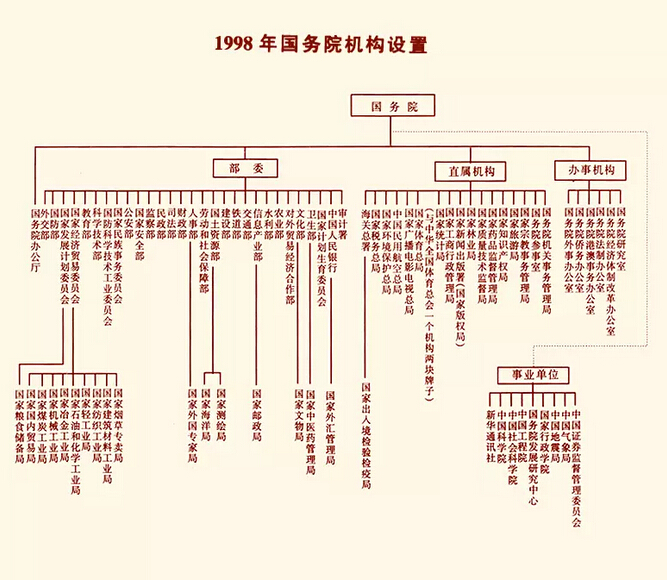 1998 年国务院机构设置
国务院
部委
直属机构
办事机构
国务院办公厅
外交部
国防部
国家发展计划委员会
国家经济贸易委员会
教育部
科学技术部
国防科学技术工业委员会
国家民族事务委员会
公安部
国家安全部
监察部
民政部
司法部
财政部
人事部
劳动和社会保障部
国土资源部
建设部
铁道部
交通部
信息产业部
水利部
农业部
对外贸易经济合作部
文化部
卫生部
国家计划生育委员会
中国人民银行
审计署
海关总署
国家税务总局
国家环境保护总局
中国民用航空总局
国家广播电影电视总局
国家体育总局
（与中华全国体育总会一个机构两块牌子）
国家统计局
国家工商行政管理局
国家新闻出版署（国家版权局）
国家林业局
国家质量技术监督局
国家药品监督管理局
国家知识产权局
国家旅游局
国家宗教事务管理局
国务院参事室
国务院机关事务管理局
国务院外事办公室
国务院侨务办公室
国务院港澳事务办公室
国务院法制办公室
国务院经济体制改革办公室
国务院研究室
国家粮食储备局
国家国内贸易局
国家煤炭工业局
国家机械工业局
国家冶金工业局
国家石油和化学工业局
国家轻工业局
国家纺织工业局
国家建筑材料工业局
国家烟草专卖局
国家外国专家局
国家海洋局
国家测绘局
国家邮政局
国家文物局
国家中医药管理局
国家外汇管理局
国家出入境检验检疫局
事业单位
新华通讯社
中国科学院
中国社会科学院
中国工程院
国务院发展研究中心
国家行政学院
中国地震局
中国气象局
中国证券监督管理委员会